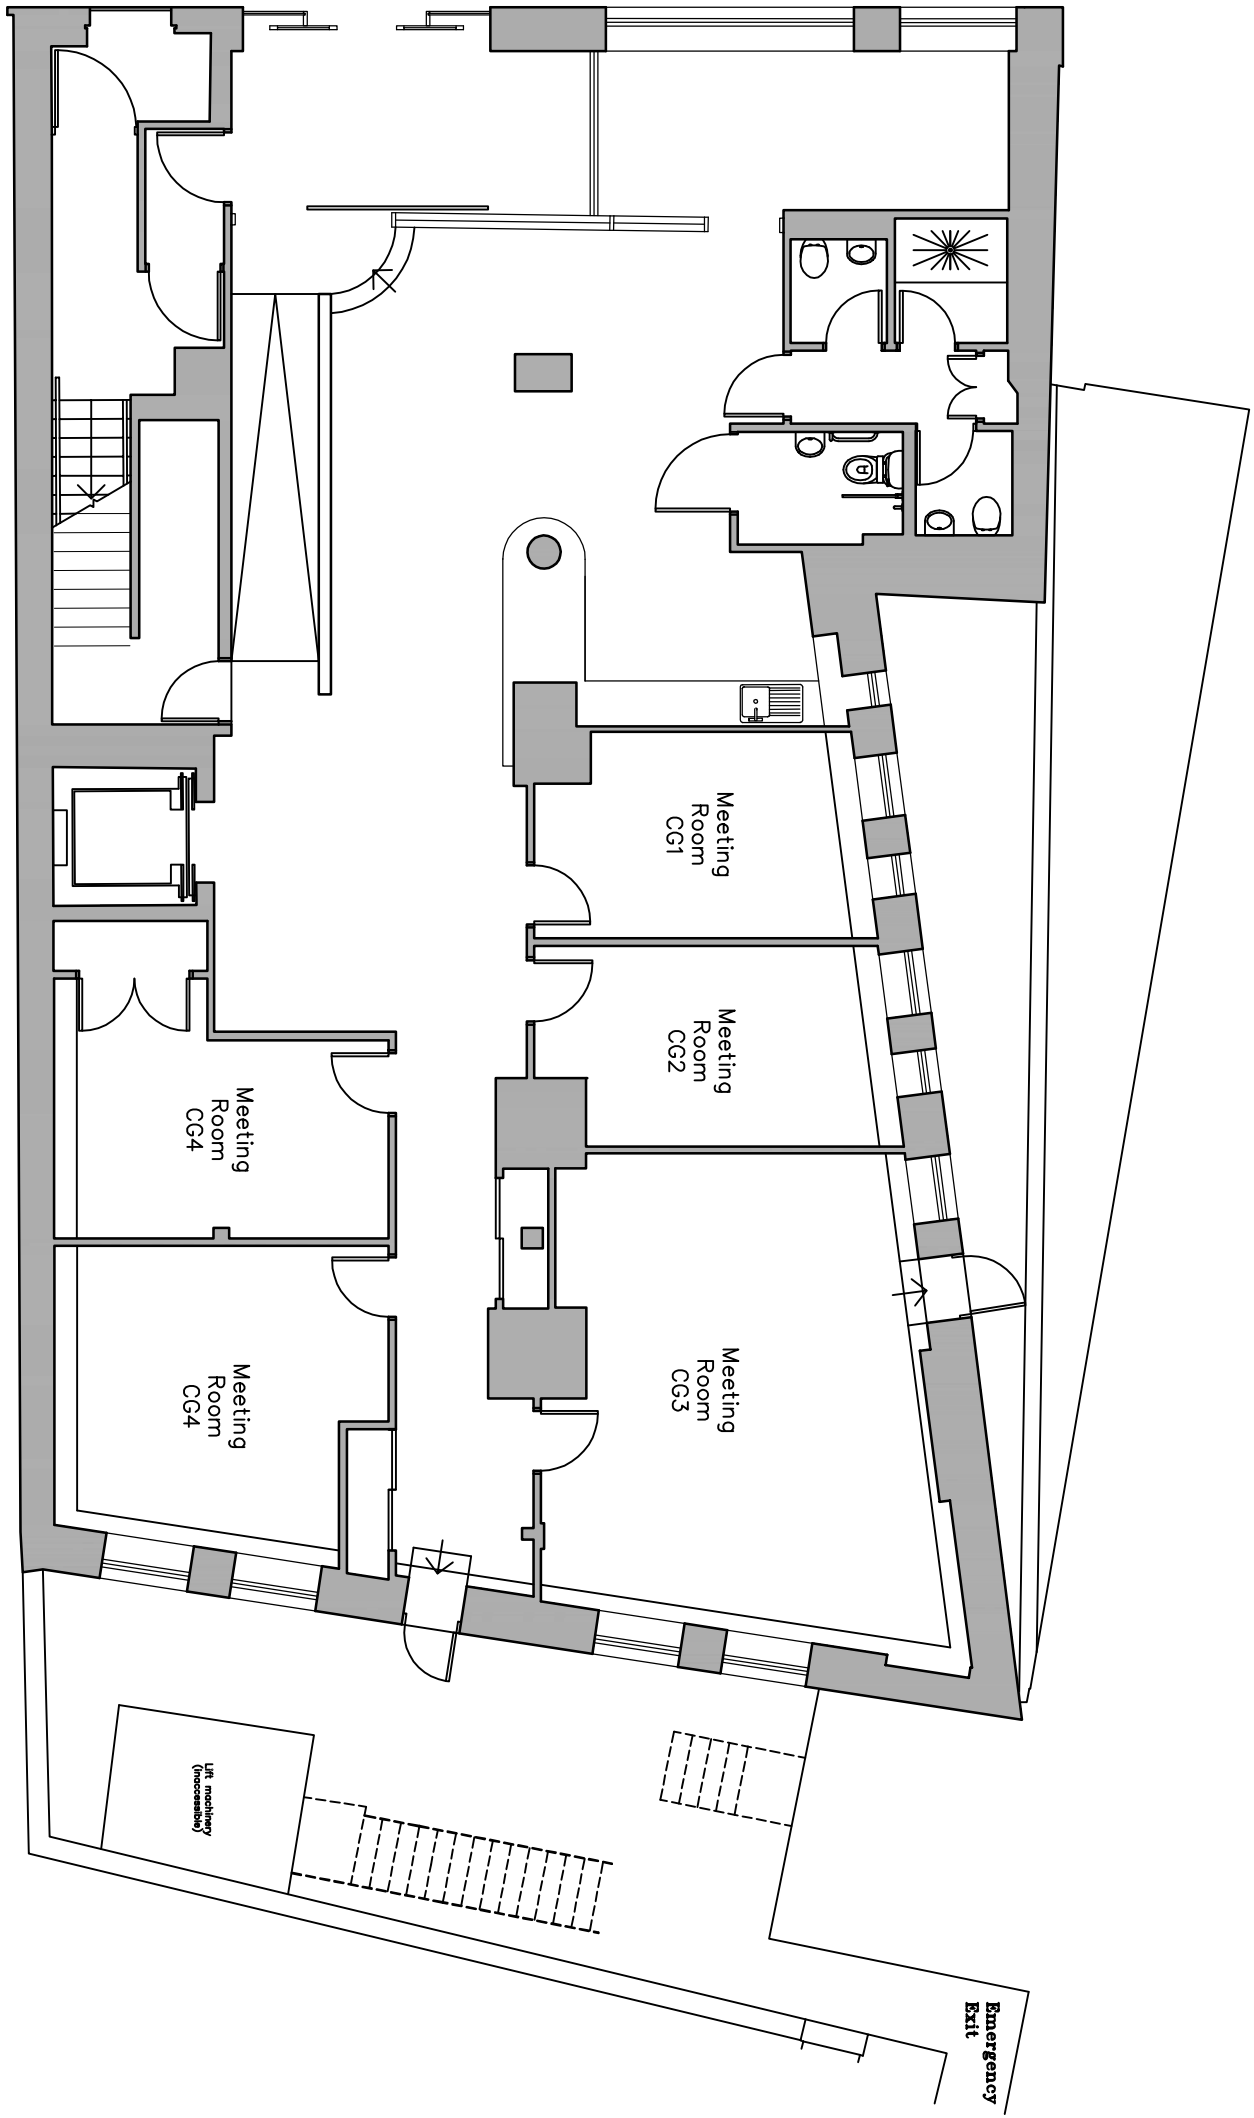 Meeting
Room
CG1
Meeting
Room
CG2
Meeting
Room
CG4
Meeting
Room
CG3
Meeting
Room
CG4
Lift machinery
(inaccessible)
Emergency
Exit